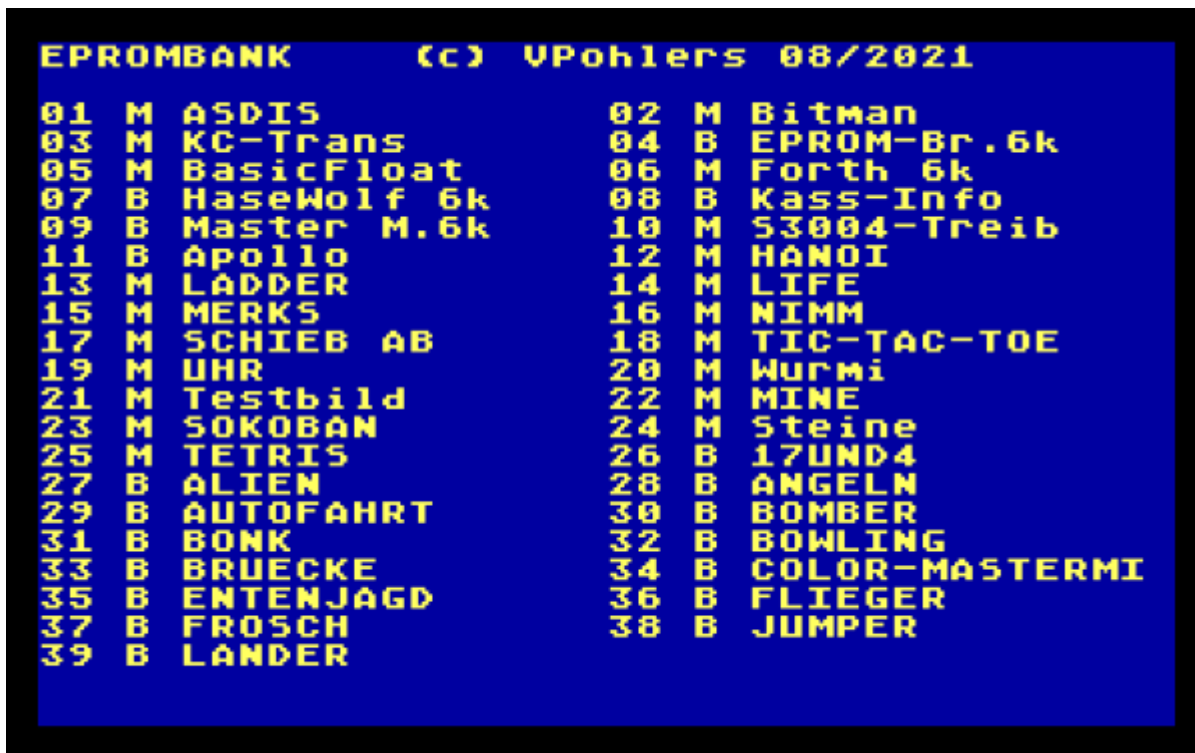 EPROMBANK (c) VPohlers 08/2021
01 M ASDIS 02 M Bitman
03 M KC-Trans 04 B EPROM-Br.6k
05 M BasicFloat 06 M Forth 6k
07 B HaseWolf 6k 08 B Kass-Info
09 B Master M.6k 10 M S3004-Treib
11 B Apollo 12 M HANOI
13 M LADDER 14 M LIFE
15 M MERKS 16 M NIMM
17 M SCHIEB AB 18 M TIC-TAC-TOE
19 M UHR 20 M Wurmi
21 M Testbild 22 M MINE
23 M SOKOBAN 24 M Steine
25 M TETRIS 26 B 17UND4
27 B ALIEN 28 B ANGELN
29 B AUTOFAHRT 30 B BOMBER
31 B BONK 32 B BOWLING
33 B BRUECKE 34 B COLOR-MASTERMI
35 B ENTENJAGD 36 B FLIEGER
37 B FROSCH 38 B JUMPER
39 B LANDER